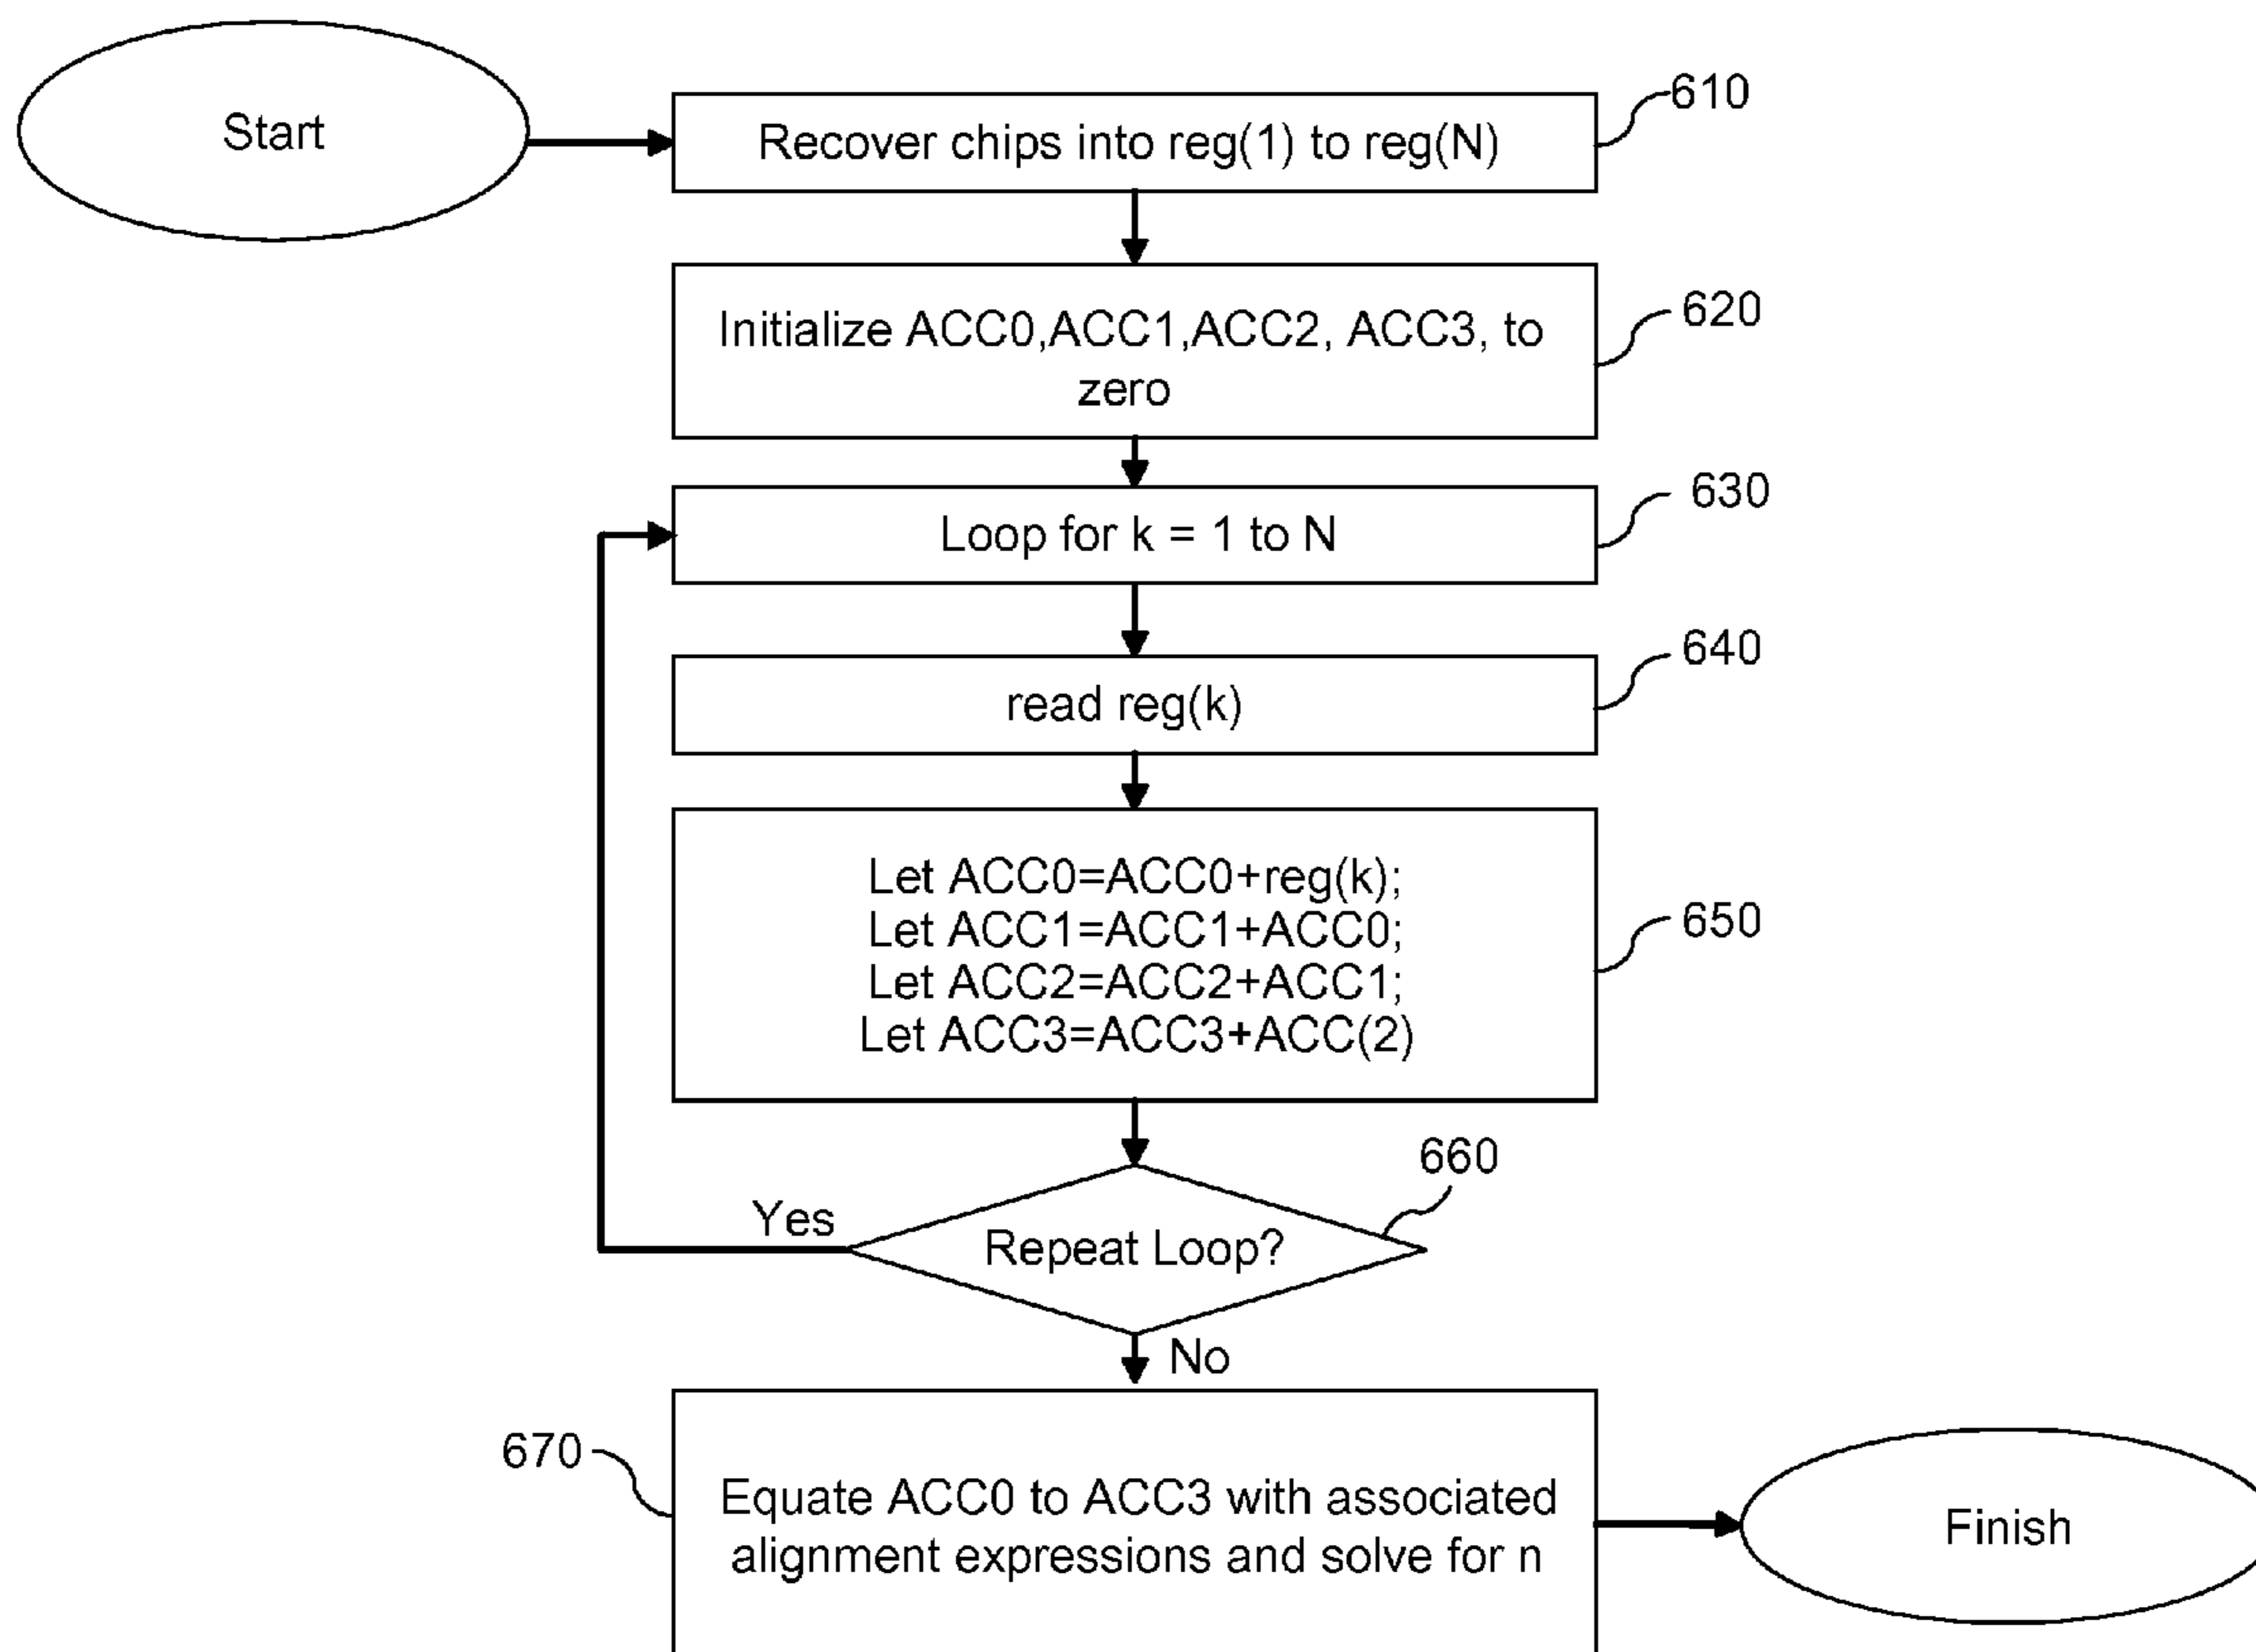 Start
Recover chips into reg(1) to reg(N)
610
Initialize ACC0,ACC1,ACC2, ACC3, to
zero
620
Loop for k = 1 to N
630
read reg(k)
640
Let ACC0=ACC0+reg(k);
Let ACC1=ACC1+ACC0;
Let ACC2=ACC2+ACC1;
Let ACC3=ACC3+ACC(2)
650
Repeat Loop?
660
Yes
No
670
Equate ACC0 to ACC3 with associated
alignment expressions and solve for n
Finish